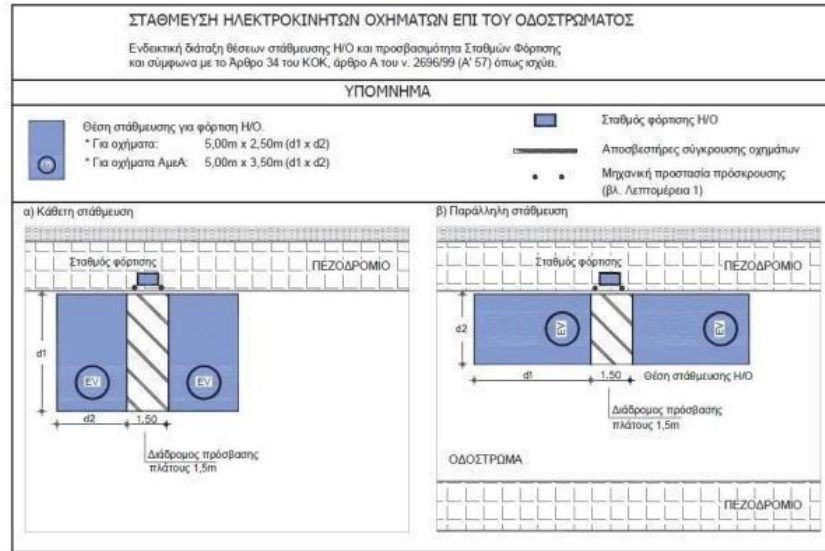 ΣΤΑΘΜΕΥΣΗ ΗΛΕΚΤΡΟΚΙΝΗΤΩΝ ΟΧΗΜΑΤΩΝ ΕΠΙ ΤΟΥ ΟΔΟΣΤΡΩΜΑΤΟΣ
Ενδεικτική διάταξη θέσεων στάθμευσης Η/Ο και προσβασιμότητα Σταθμών Φόρτισης
και σύμφωνα με το Άρθρο 34 του ΚΟΚ, άρθρο Α του ν. 2696/99 (Α' 57) όπως ισχύει.
ΥΠΟΜΝΗΜΑ
Θέση στάθμευσης για φόρτιση Η/Ο.
* Για οχήματα: 5,00m x 2,50m (d1 x d2)
* Για οχήματα ΑμεΑ: 5,00m x 3,50m (d1 x d2)
Σταθμός φόρτισης Η/Ο
Αποσβεστήρες σύγκρουσης οχημάτων
Μηχανική προστασία πρόσκρουσης
(βλ. Λεπτομέρεια 1)
α) Κάθετη στάθμευση
Σταθμός φόρτισης
ΠΕΖΟΔΡΟΜΙΟ
d1
EV
EV
d2
1,50
Διάδρομος πρόσβασης
πλάτους 1,5m
β) Παράλληλη στάθμευση
Σταθμός φόρτισης
ΠΕΖΟΔΡΟΜΙΟ
d2
EV
EV
d1
1,50
Θέση στάθμευσης Η/Ο
Διάδρομος πρόσβασης
πλάτους 1,5m
ΟΔΟΣΤΡΩΜΑ
ΠΕΖΟΔΡΟΜΙΟ